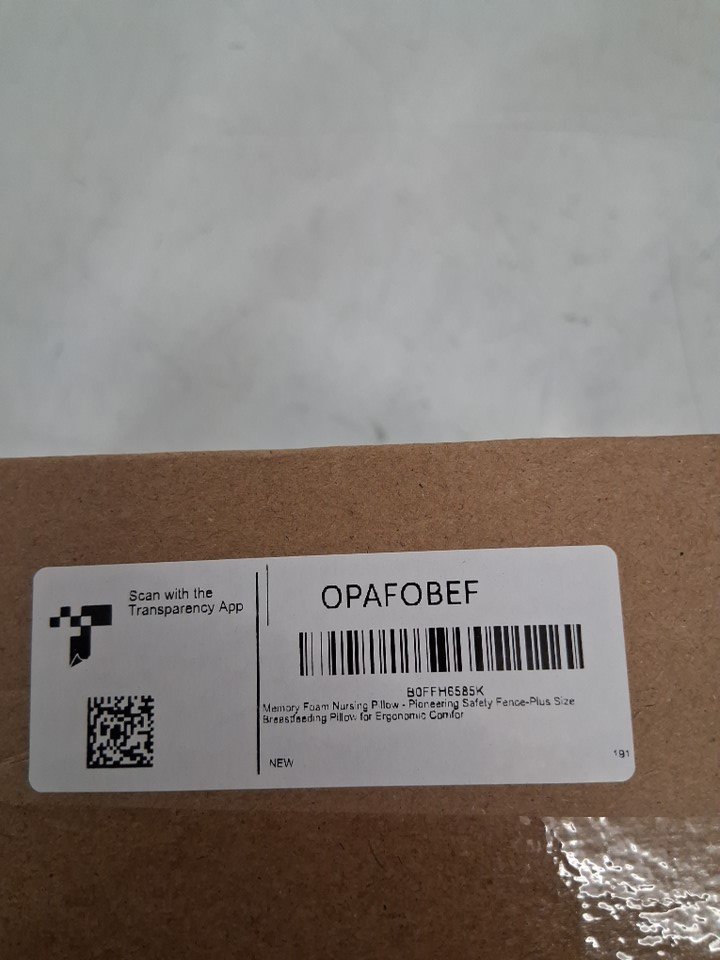 Scan with the
Transparency App
OPAFOBEF
B0FFH6585K
Memory Foam Nursing Pillow - Pioneering Safety Fence-Plus Size
Breastfeeding Pillow for Ergonomic Comfor
NEW
191